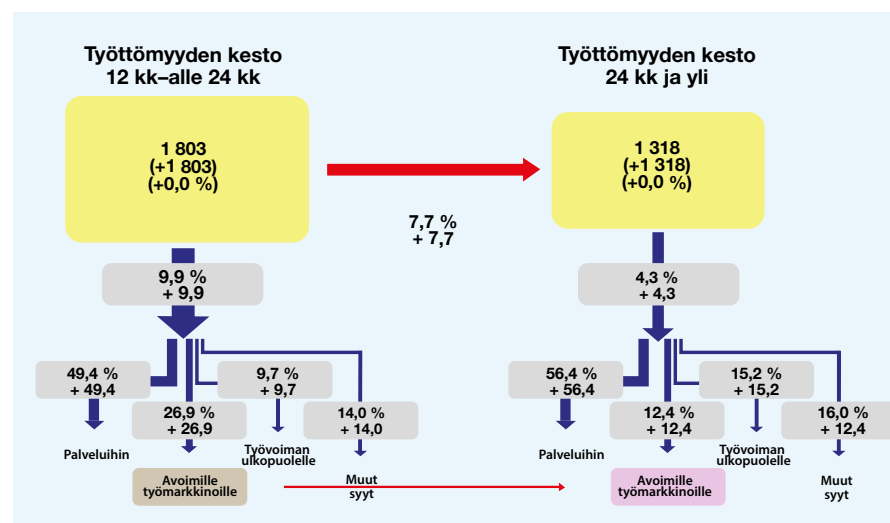 Työttömyyden kesto
12 kk–alle 24 kk
1 803
(+1 803)
(+0,0 %)
9,9 %
+ 9,9
49,4 %
+ 49,4
Palveluihin
26,9 %
+ 26,9
Avoimille
työmarkkinoille
9,7 %
+ 9,7
Työvoiman
ulkopuolelle
14,0 %
+ 14,0
Muut
syyt
7,7 %
+ 7,7
Työttömyyden kesto
24 kk ja yli
1 318
(+1 318)
(+0,0 %)
4,3 %
+ 4,3
56,4 %
+ 56,4
Palveluihin
12,4 %
+ 12,4
Avoimille
työmarkkinoille
15,2 %
+ 15,2
Työvoiman
ulkopuolelle
16,0 %
+ 12,4
Muut
syyt